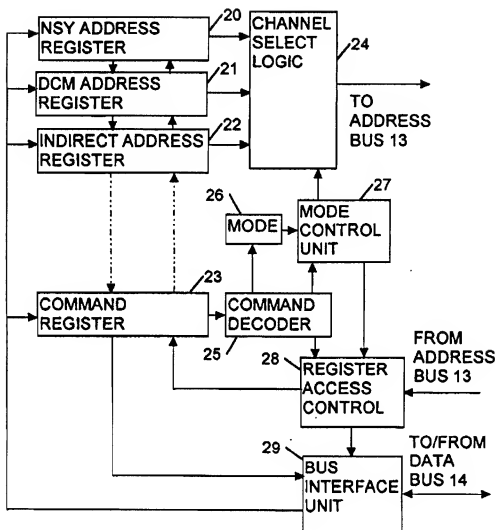 NSY ADDRESS
REGISTER
20
DCM ADDRESS
REGISTER
21
INDIRECT ADDRESS
REGISTER
22
CHANNEL
SELECT
LOGIC
24
TO
ADDRESS
BUS 13
26
MODE
27
MODE
CONTROL
UNIT
23
COMMAND
REGISTER
COMMAND
DECODER
25
28
REGISTER
ACCESS
CONTROL
FROM
ADDRESS
BUS 13
29
BUS
INTERFACE
UNIT
TO/FROM
DATA
BUS 14